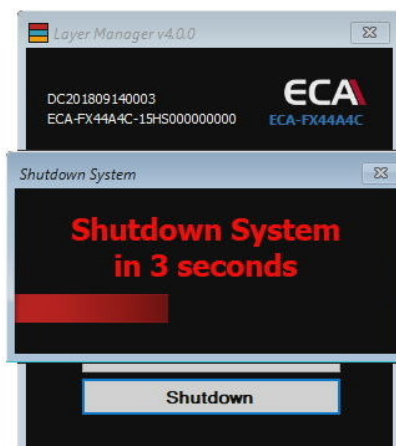 Layer Manager v4.0.0
DC201809140003
ECA
ECA-FX44A4C-15HS000000000
ECA-FX44A4C
Shutdown System
Shutdown System
in 3 seconds
Shutdown